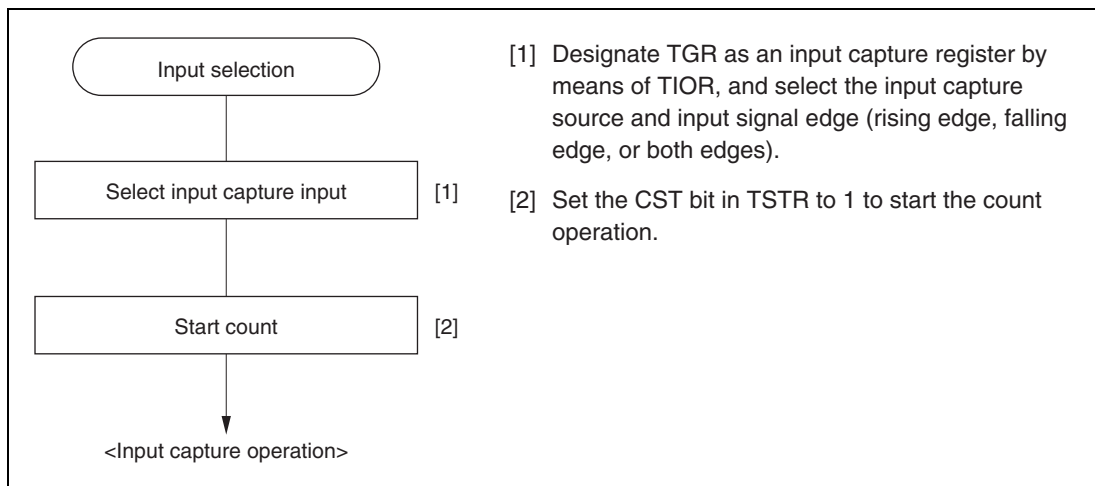 Input selection
Select input capture input
[1]
Start count
[2]
<Input capture operation>
[1] Designate TGR as an input capture register by
means of TIOR, and select the input capture
source and input signal edge (rising edge, falling
edge, or both edges).
[2] Set the CST bit in TSTR to 1 to start the count
operation.